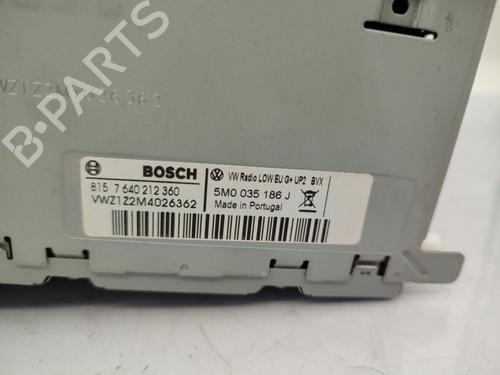 VWZ1Z2M4026362
BOSCH
815 7 640 212 360
VWZ1Z2M4026362
VW Radio LOW EU G+ UP2 BVX
5M0 035 186 J
Made in Portugal
B-PARTS